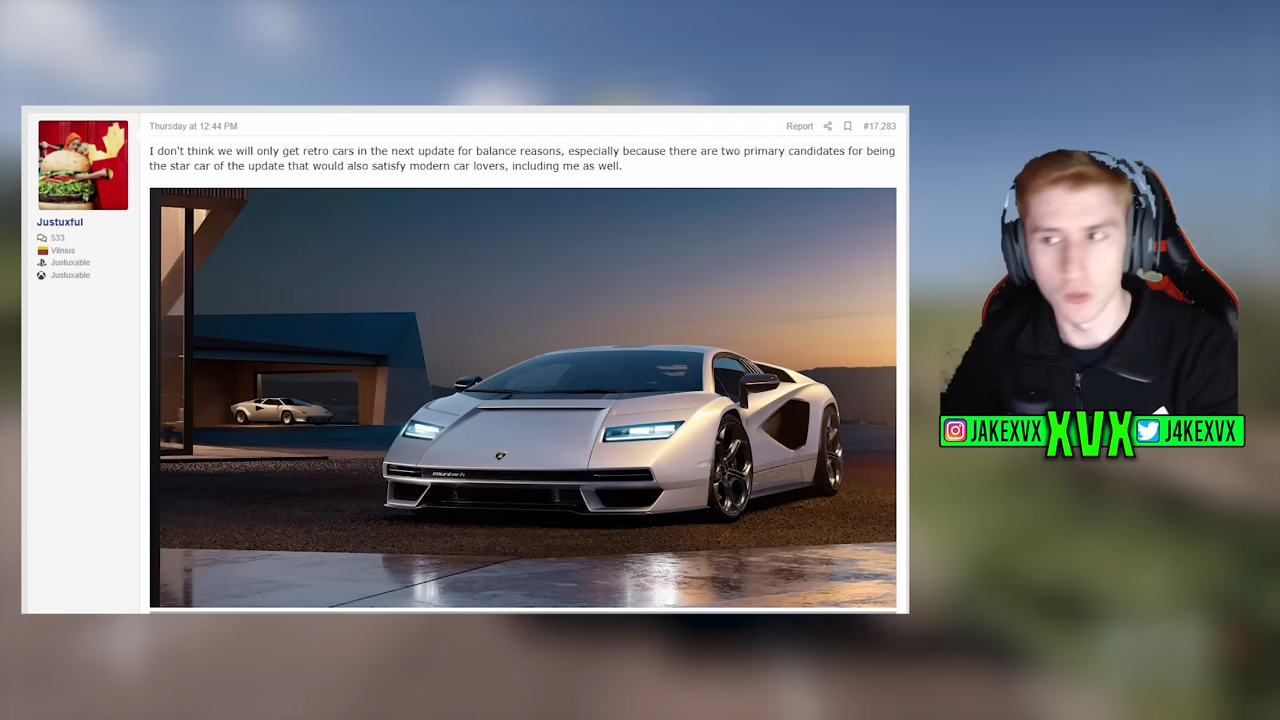 Thursday at 12:44 PM
Report
#17,283
I don't think we will only get retro cars in the next update for balance reasons, especially because there are two primary candidates for being
the star car of the update that would also satisfy modern car lovers, including me as well.
Justuxful
533
Vilnius
Justuxable
Justuxable
countach
JAKEXVX XVX J4KEXVX